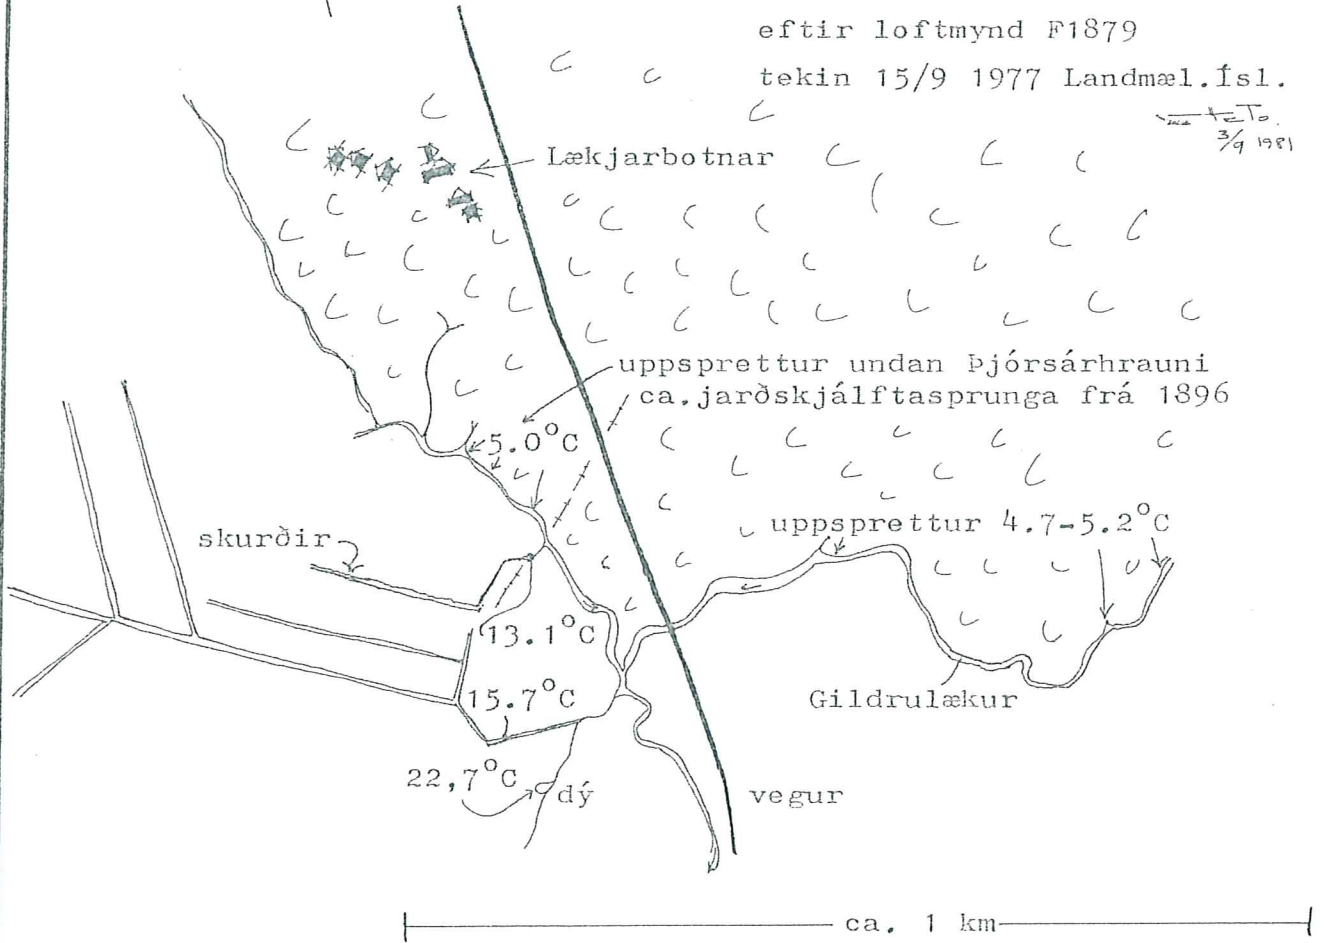 eftir loftmynd F1879
tekin 15/9 1977 Landmæl.Ísl.
3/9 1981
Lækjarbotnar
uppsprettur undan Þjórsárhrauni
ca.jarðskjálftasprunga frá 1896
5.0°C
uppsprettur 4.7-5.2°C
skurðir
13.1°C
15.7°C
Gildrulækur
22,7°C
dý
vegur
ca. 1 km